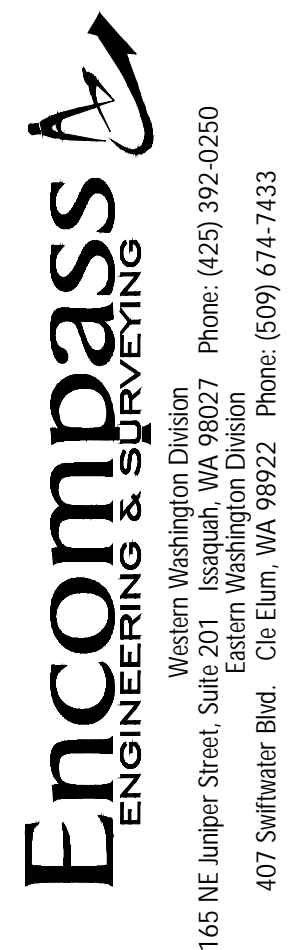 Encompass
ENGINEERING & SURVEYING
Western Washington Division
165 NE Juniper Street, Suite 201 Issaquah, WA 98027 Phone: (425) 392-0250
Eastern Washington Division
407 Swiftwater Blvd. Cle Elum, WA 98922 Phone: (509) 674-7433